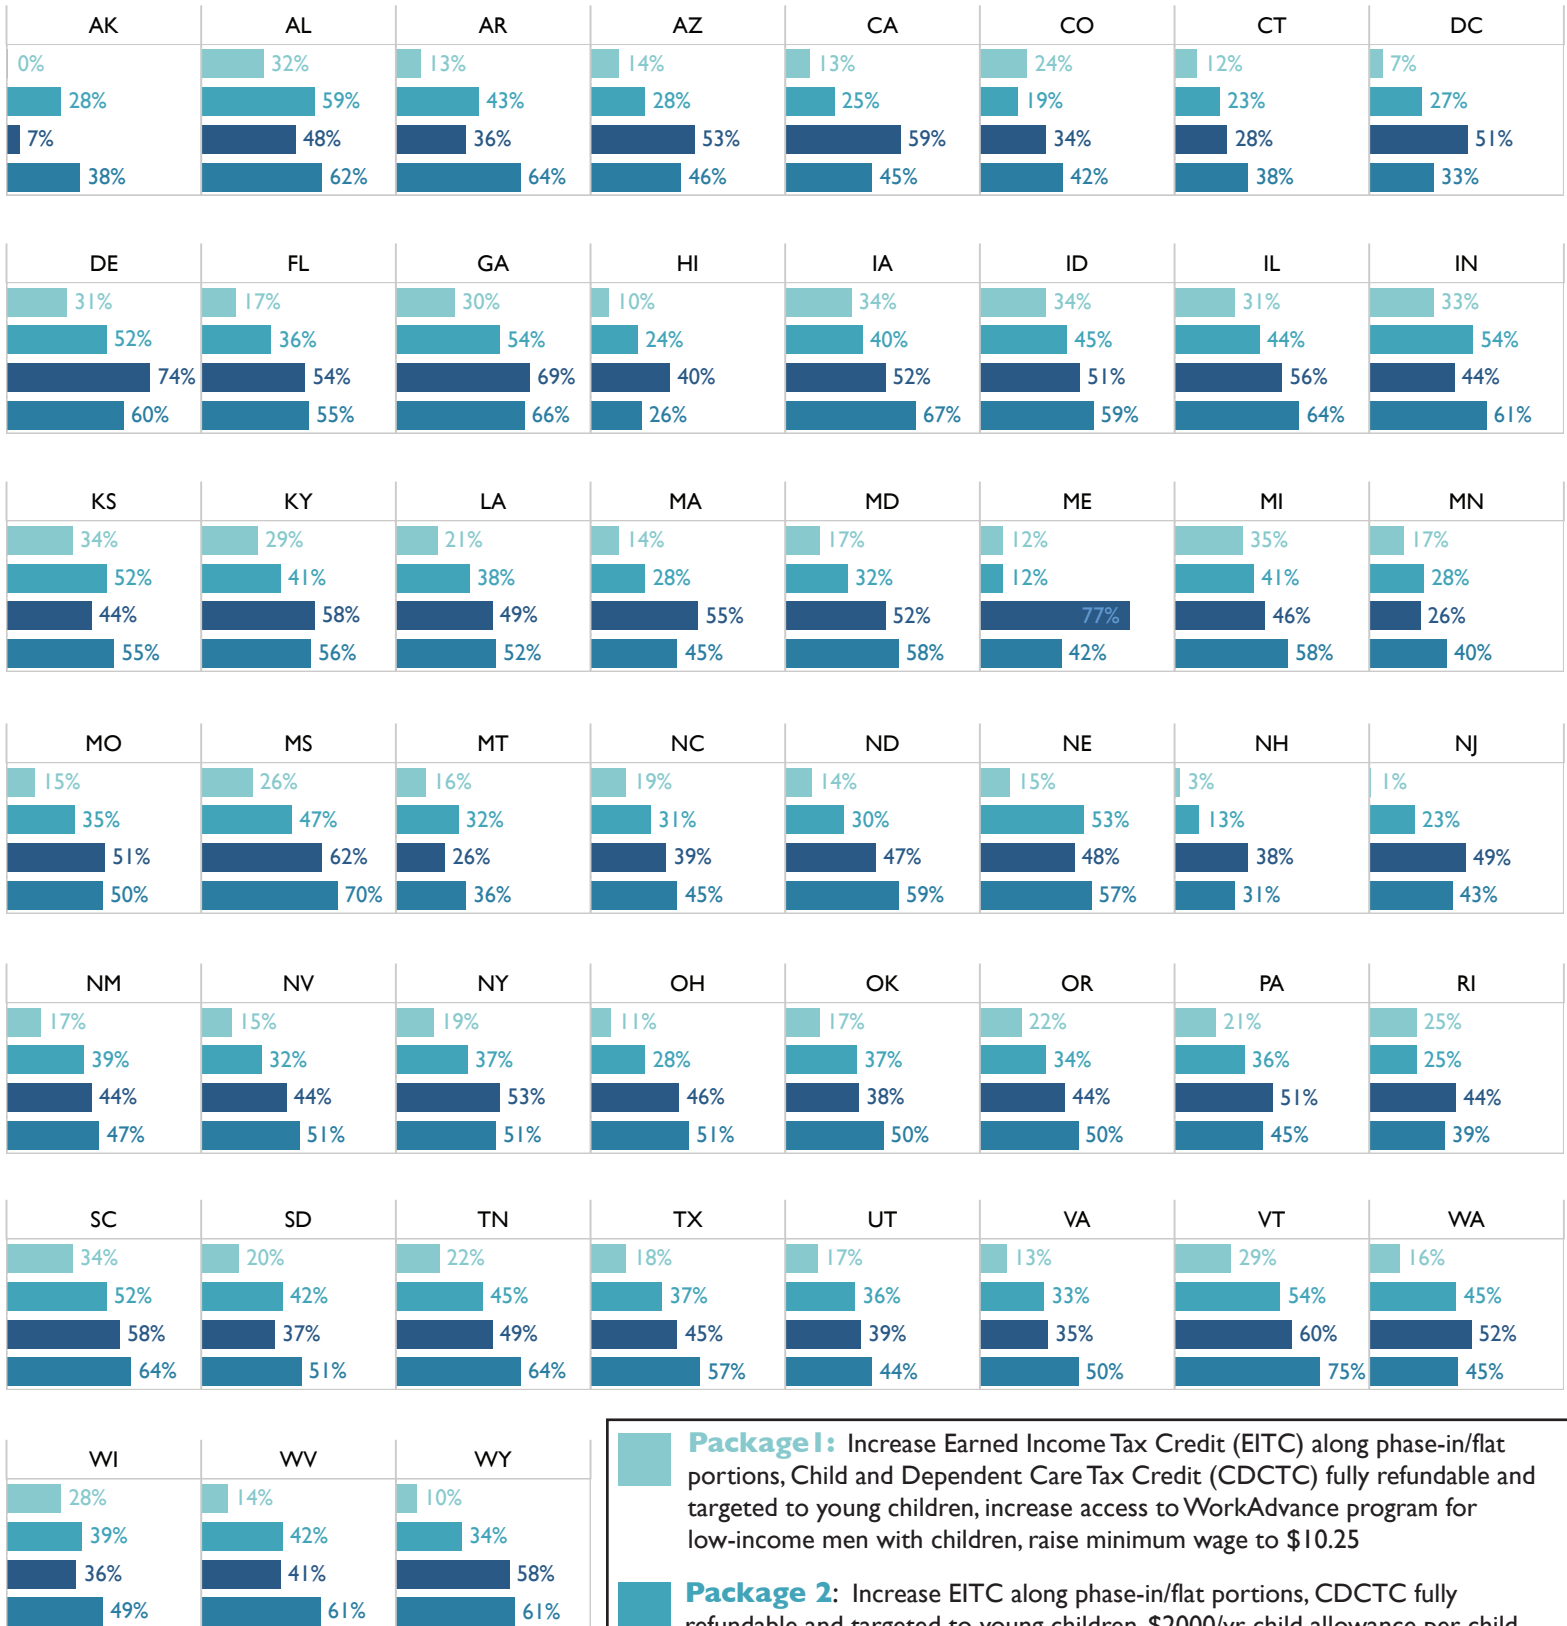 AK AL AR AZ CA CO CT DC
0% 32% 13% 14% 13% 24% 12% 7%
28% 59% 43% 28% 25% 19% 23% 27%
7% 48% 36% 53% 59% 34% 28% 51%
38% 62% 64% 46% 45% 42% 38% 33%
DE FL GA HI IA ID IL IN
31% 17% 30% 10% 34% 34% 31% 33%
52% 36% 54% 24% 40% 45% 44% 54%
74% 54% 69% 40% 52% 51% 56% 44%
60% 55% 66% 26% 67% 59% 64% 61%
KS KY LA MA MD ME MI MN
34% 29% 21% 14% 17% 12% 35% 17%
52% 41% 38% 28% 32% 12% 41% 28%
44% 58% 49% 55% 52% 77% 46% 26%
55% 56% 52% 45% 58% 42% 58% 40%
MO MS MT NC ND NE NH NJ
15% 26% 16% 19% 14% 15% 3% 1%
35% 47% 32% 31% 30% 53% 13% 23%
51% 62% 26% 39% 47% 48% 38% 49%
50% 70% 36% 45% 59% 57% 31% 43%
NM NV NY OH OK OR PA RI
17% 15% 19% 11% 17% 22% 21% 25%
39% 32% 37% 28% 37% 34% 36% 25%
44% 44% 53% 46% 38% 44% 51% 44%
47% 51% 51% 51% 50% 50% 45% 39%
SC SD TN TX UT VA VT WA
34% 20% 22% 18% 17% 13% 29% 16%
52% 42% 45% 37% 36% 33% 54% 45%
58% 37% 49% 45% 39% 35% 60% 52%
64% 51% 64% 57% 44% 50% 75% 45%
WI WV WY
28% 14% 10%
39% 42% 34%
36% 41% 58%
49% 61% 61%
Package1: Increase Earned Income Tax Credit (EITC) along phase-in/flat
portions, Child and Dependent Care Tax Credit (CDCTC) fully refundable and
targeted to young children, increase access to WorkAdvance program for
low-income men with children, raise minimum wage to $10.25
Package 2: Increase EITC along phase-in/flat portions, CDCTC fully
refundable and targeted to young children, $2000/yr child allowance per child